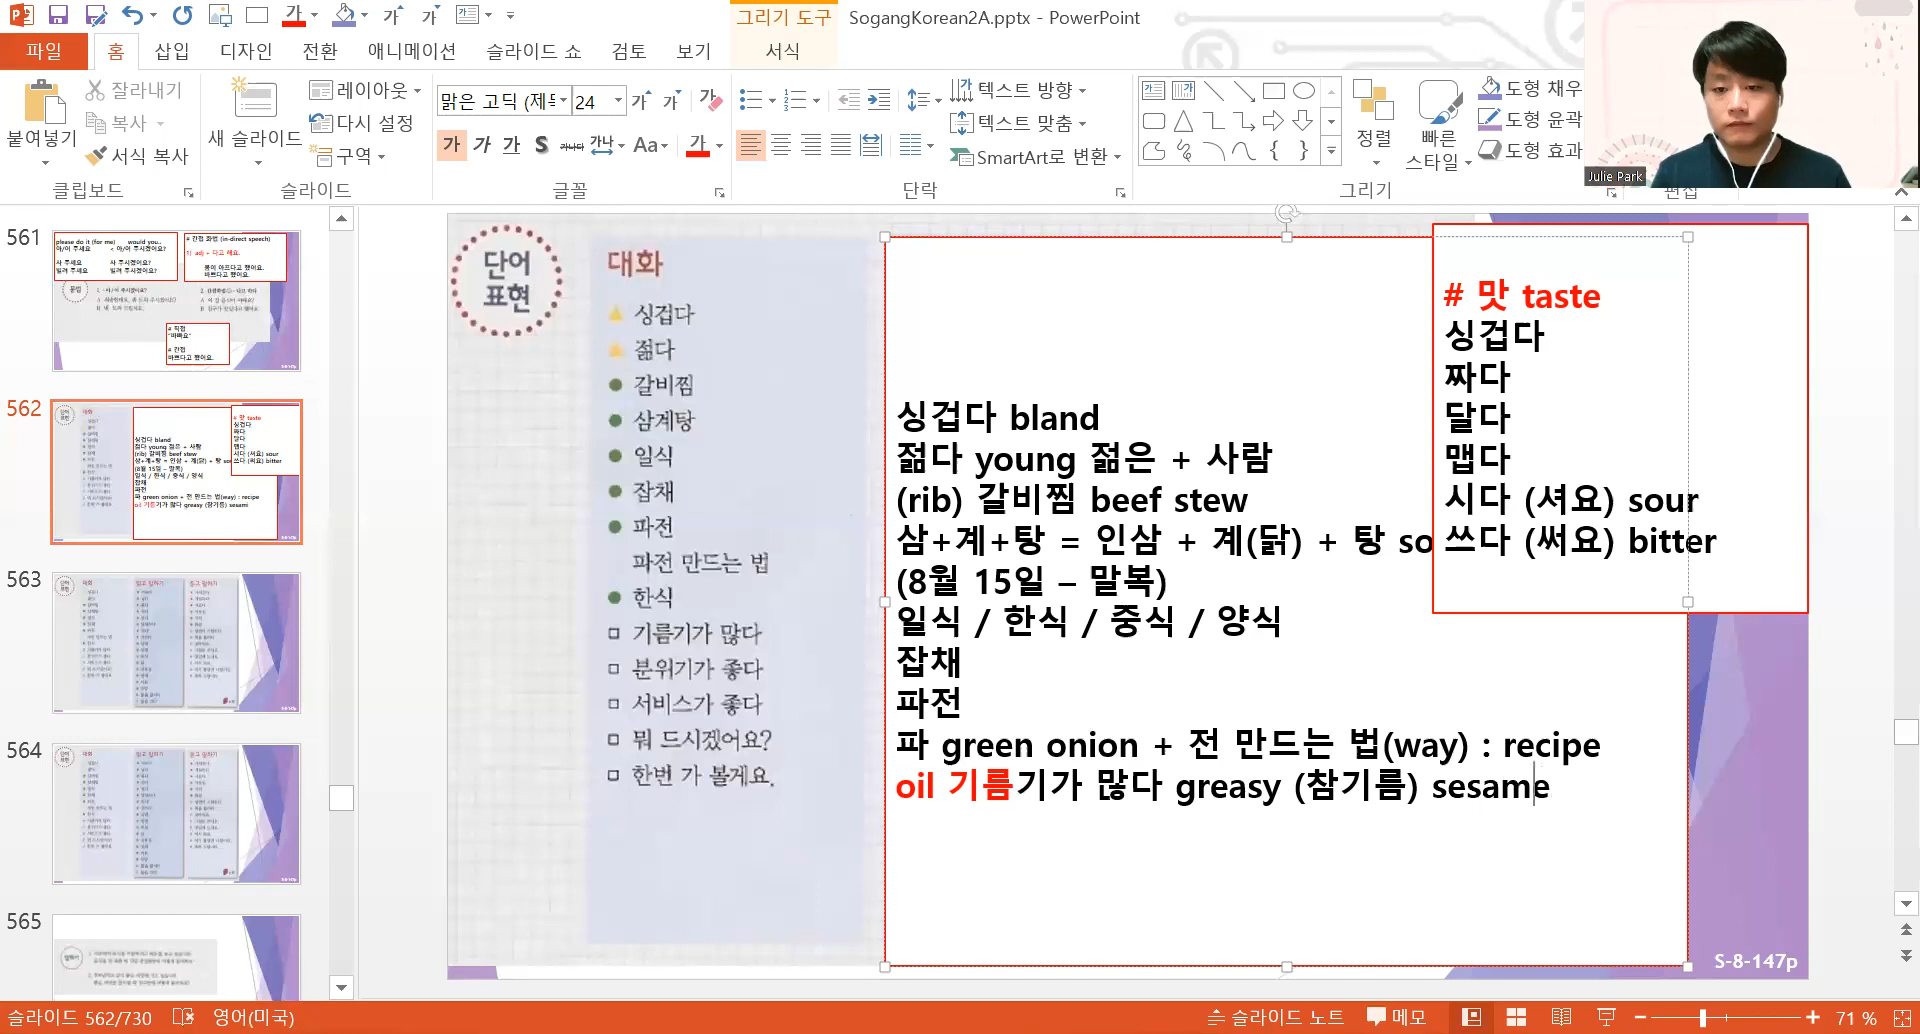 그리기 도구
SogangKorean2A.pptx - PowerPoint
파일
홈
삽입
디자인
전환
애니메이션
슬라이드 쇼
검토
보기
서식
붙여넣기
잘라내기
복사
서식 복사
클립보드
새 슬라이드
레이아웃
다시 설정
구역
슬라이드
맑은 고딕 (제목
24
글꼴
텍스트 방향
텍스트 맞춤
SmartArt로 변환
단락
정렬
빠른
스타일
도형 채우
도형 윤곽
도형 효과
그리기
편집
Julie Park
561
562
563
564
565
단어
표현
대화
싱겁다
젊다
갈비찜
삼계탕
일식
잡채
파전
파전 만드는 법
한식
기름기가 많다
분위기가 좋다
서비스가 좋다
뭐 드시겠어요?
한번 가 볼게요.
싱겁다 bland
젊다 young 젊은 + 사람
(rib) 갈비찜 beef stew
삼+계+탕 = 인삼 + 계(닭) + 탕 so
(8월 15일 – 말복)
일식 / 한식 / 중식 / 양식
잡채
파전
파 green onion + 전 만드는 법(way) : recipe
oil 기름기가 많다 greasy (참기름) sesame
# 맛 taste
싱겁다
짜다
달다
맵다
시다 (셔요) sour
쓰다 (써요) bitter
S-8-147p
슬라이드 562/730
영어(미국)
슬라이드 노트
메모
71 %